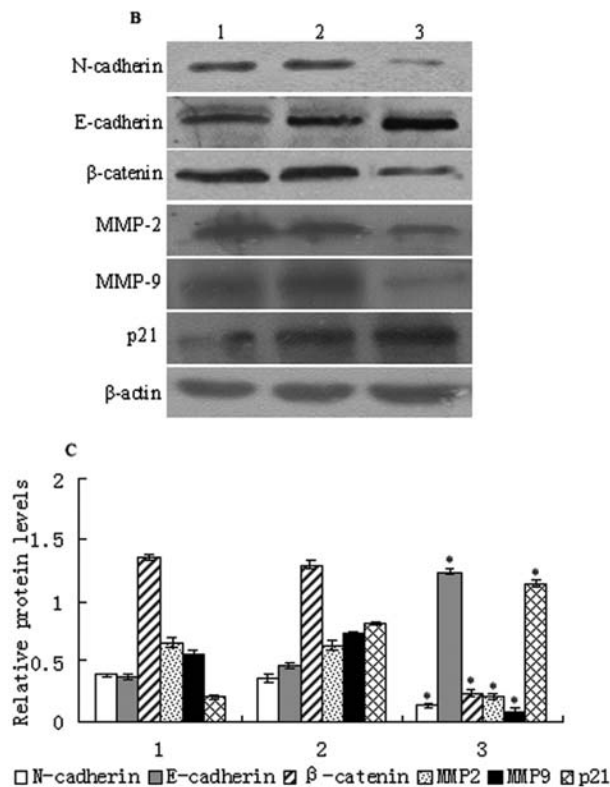 B
1 2 3
N-cadherin
E-cadherin
β-catenin
MMP-2
MMP-9
p21
β-actin
C
Relative protein levels
2
1.5
1
0.5
0
* * * * * *
1 2 3
N-cadherin E-cadherin β-catenin MMP2 MMP9 p21